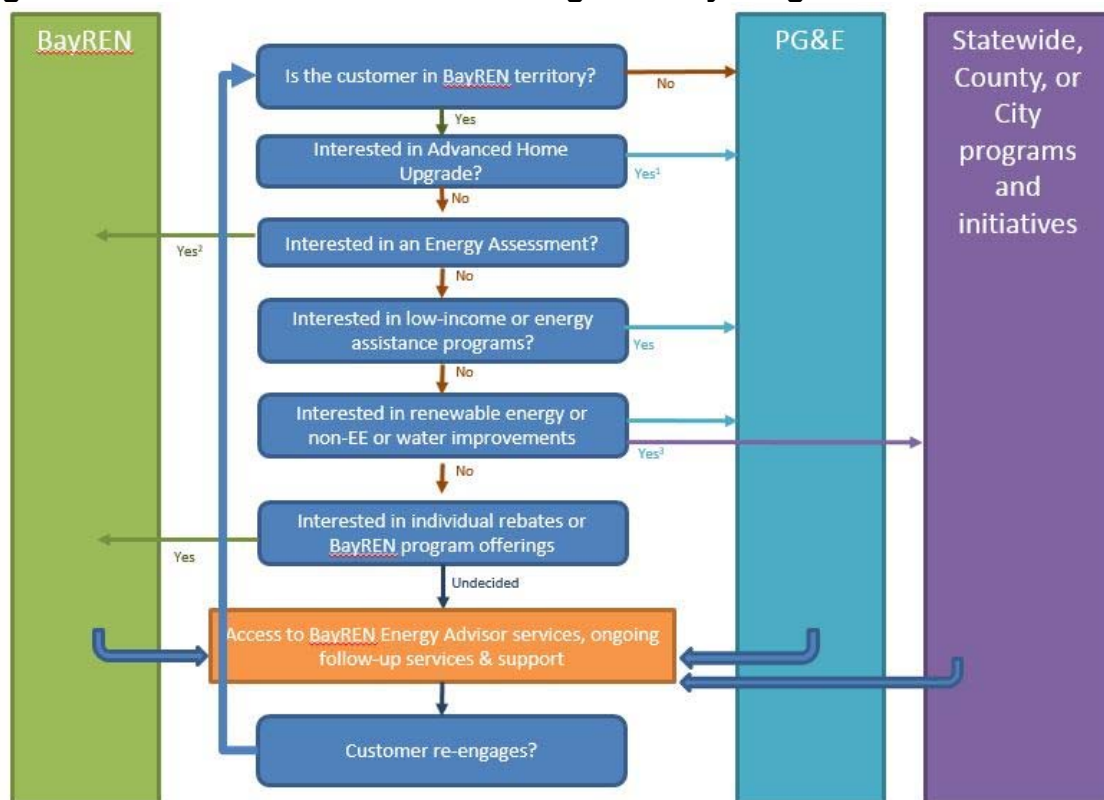 BayREN
PG&E
Statewide,
County, or
City
programs
and
initiatives
Is the customer in BayREN territory?
No
Yes
Interested in Advanced Home
Upgrade?
Yes¹
No
Interested in an Energy Assessment?
Yes²
No
Interested in low-income or energy
assistance programs?
Yes
No
Interested in renewable energy or
non-EE or water improvements
Yes³
No
Interested in individual rebates or
BayREN program offerings
Yes
Undecided
Access to BayREN Energy Advisor services, ongoing
follow-up services & support
Customer re-engages?